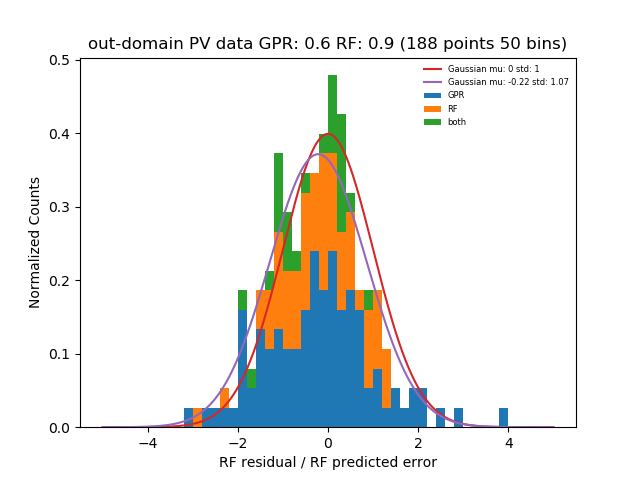 out-domain PV data GPR: 0.6 RF: 0.9 (188 points 50 bins)
Gaussian mu: 0 std: 1
Gaussian mu: -0.22 std: 1.07
GPR
RF
both
Normalized Counts
0.5
0.4
0.3
0.2
0.1
0.0
−4
−2
0
2
4
RF residual / RF predicted error